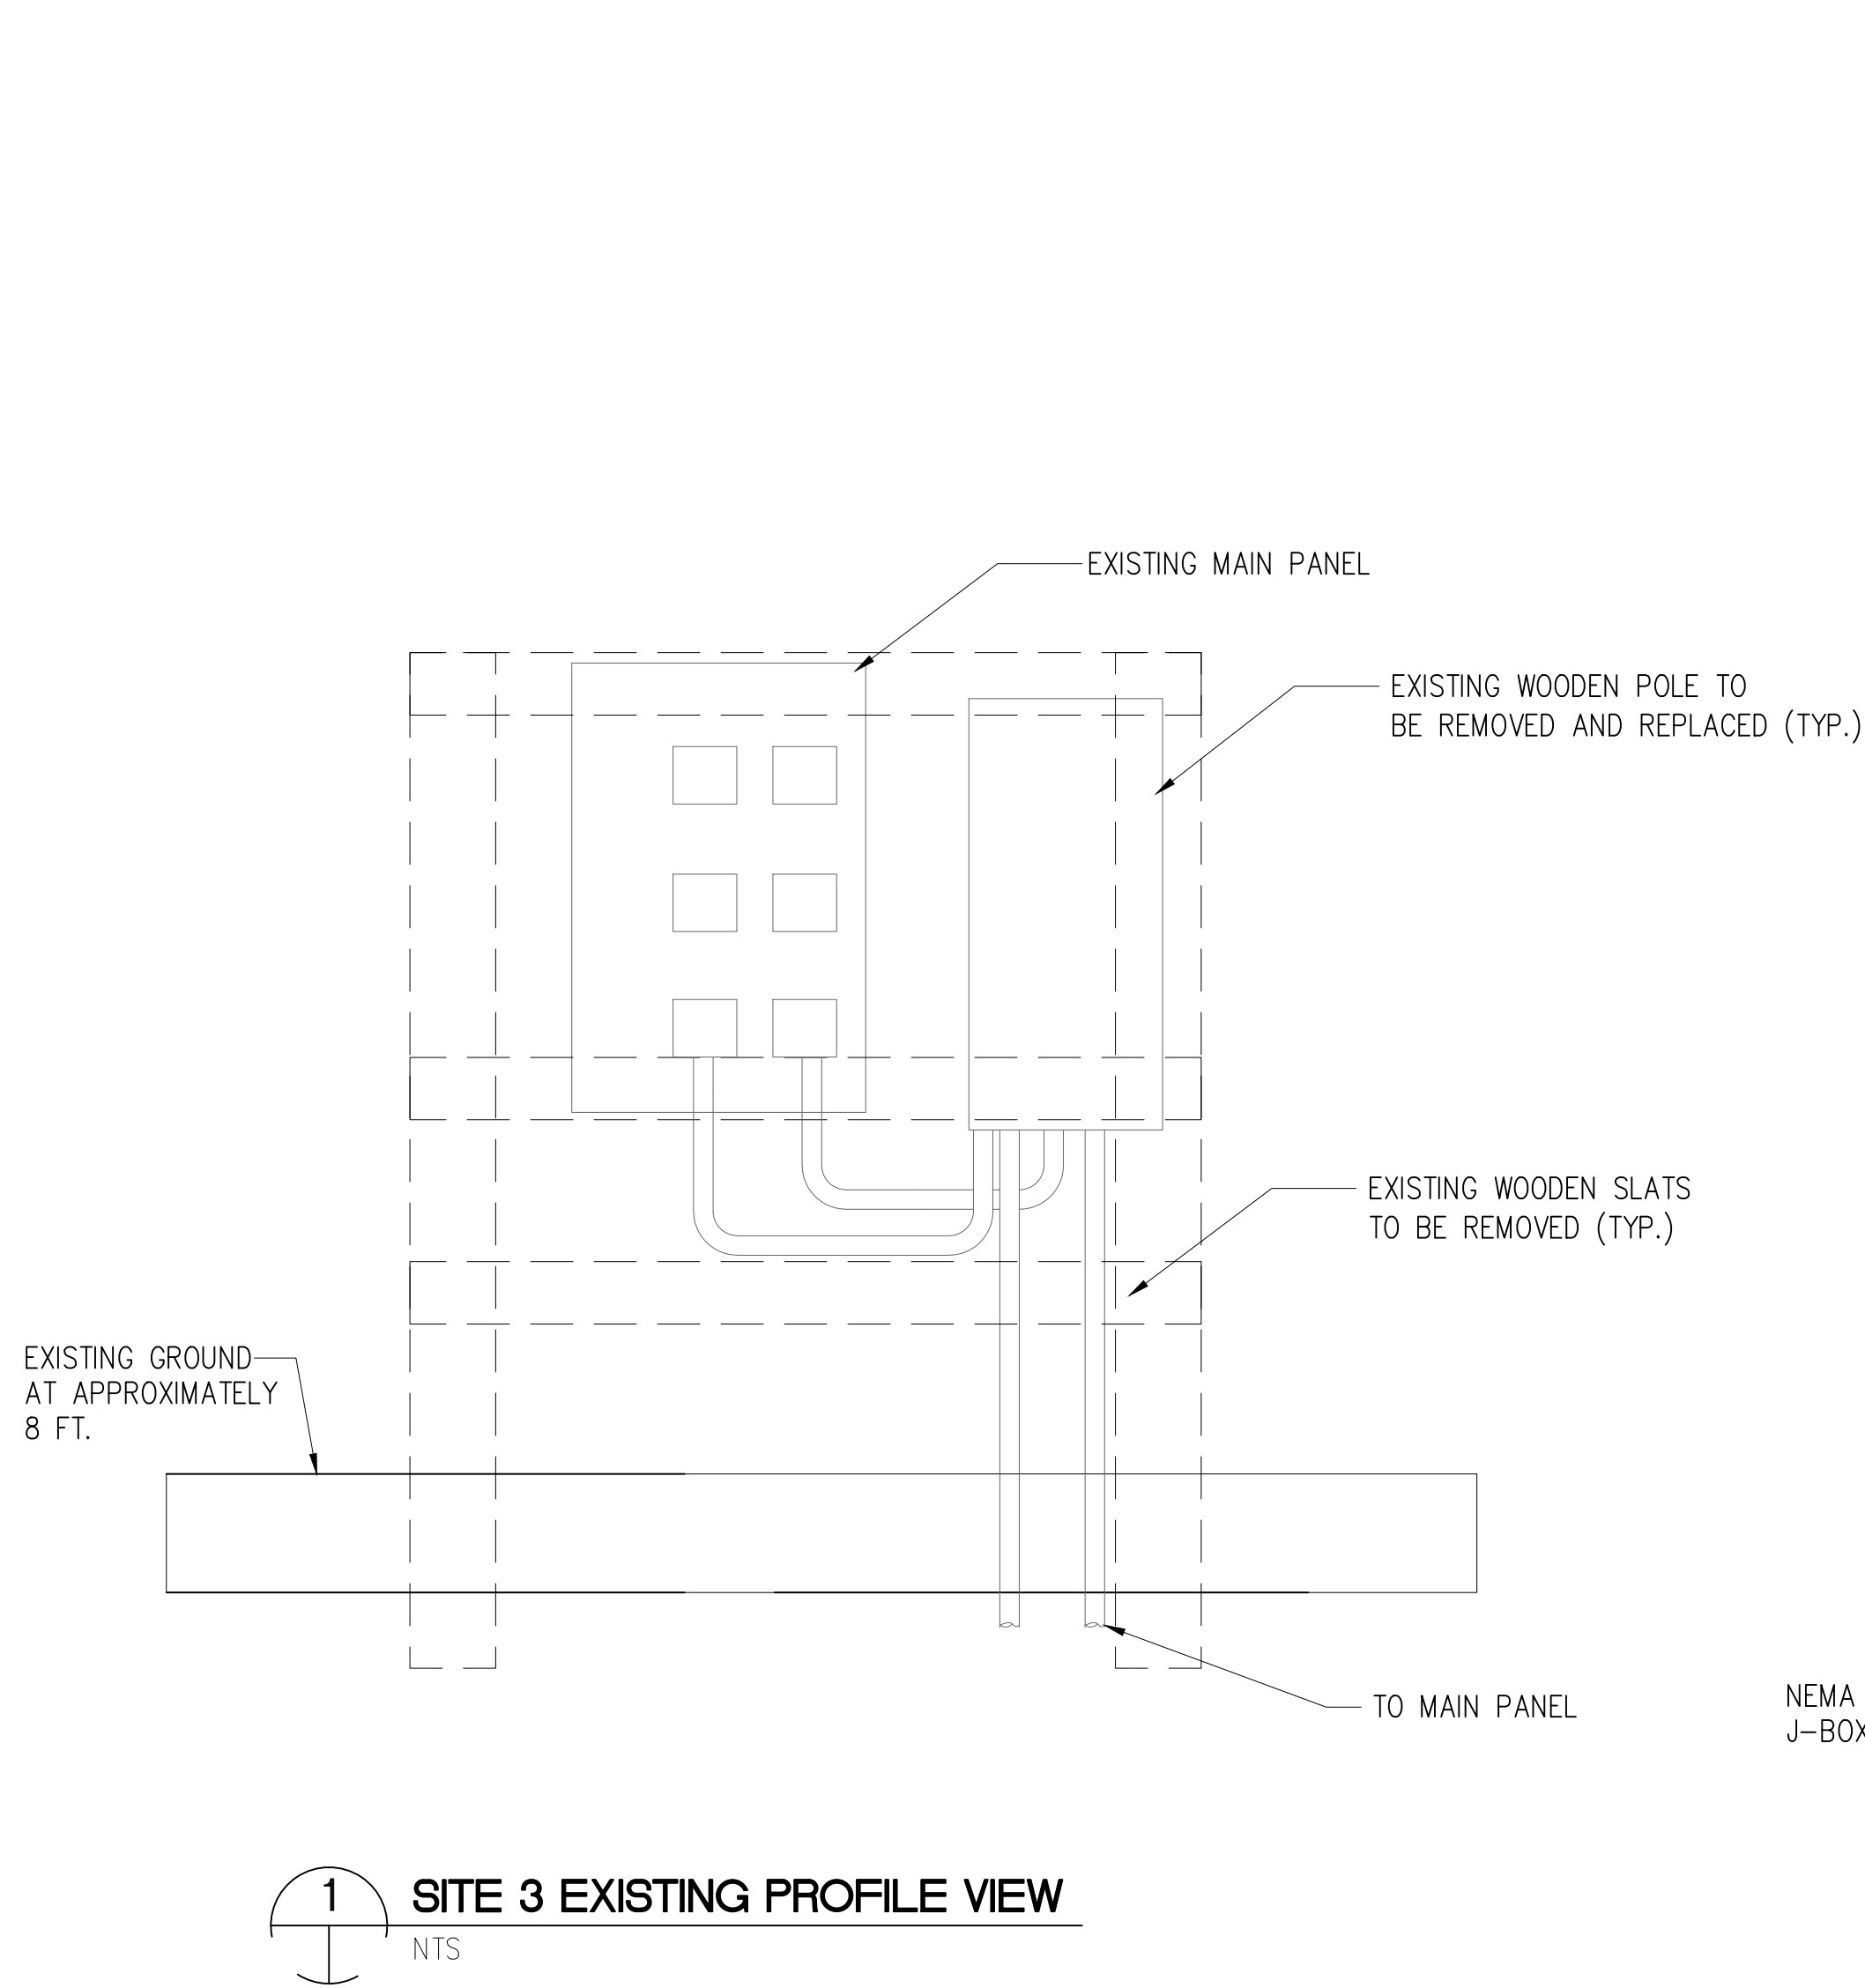 EXISTING MAIN PANEL
EXISTING WOODEN POLE TO
BE REMOVED AND REPLACED (TYP.)
EXISTING WOODEN SLATS
TO BE REMOVED (TYP.)
EXISTING GROUND
AT APPROXIMATELY
8 FT.
TO MAIN PANEL
NEMA
J-BOX
1
SITE 3 EXISTING PROFILE VIEW
NTS